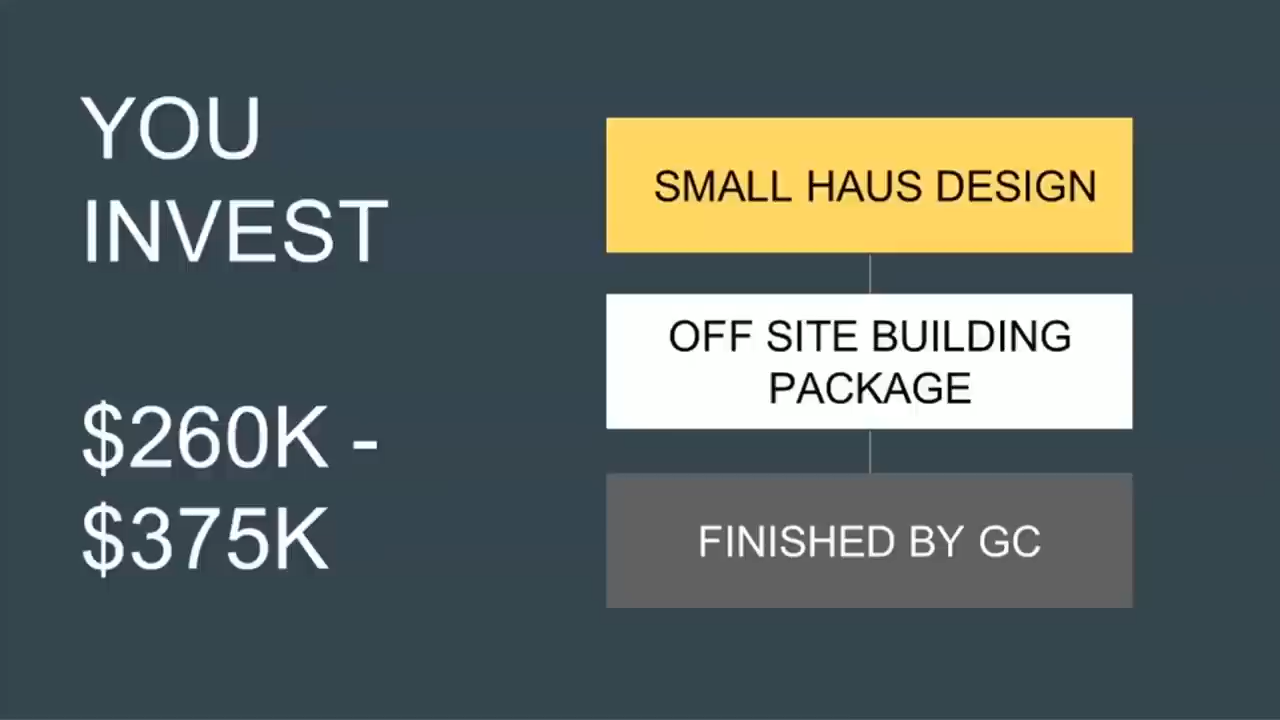 YOU
INVEST
$260K -
$375K
SMALL HAUS DESIGN
OFF SITE BUILDING
PACKAGE
FINISHED BY GC